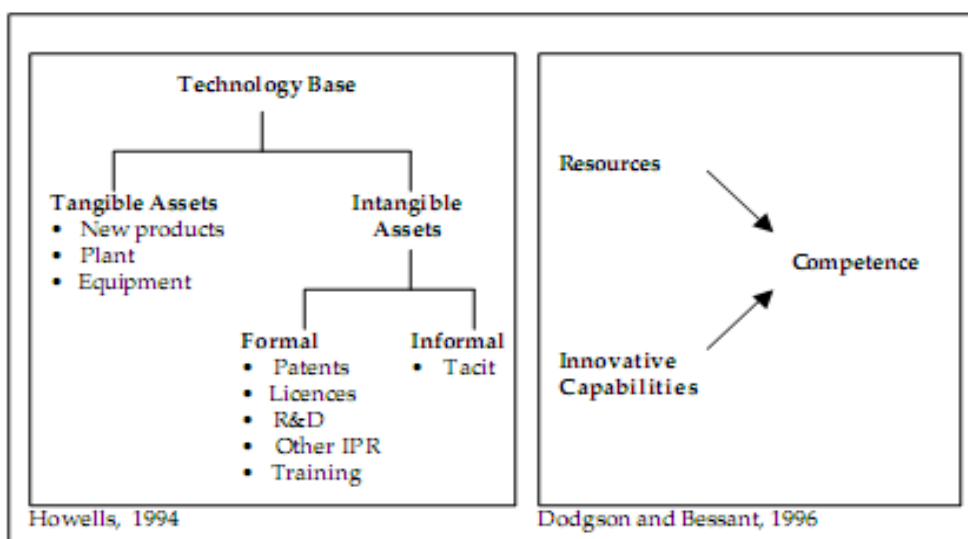 Technology Base
Tangible Assets
• New products
• Plant
• Equipment
Intangible
Assets
Formal
• Patents
• Licences
• R&D
• Other IPR
• Training
Informal
• Tacit
Howells, 1994
Resources
Competence
Innovative
Capabilities
Dodgson and Bessant, 1996